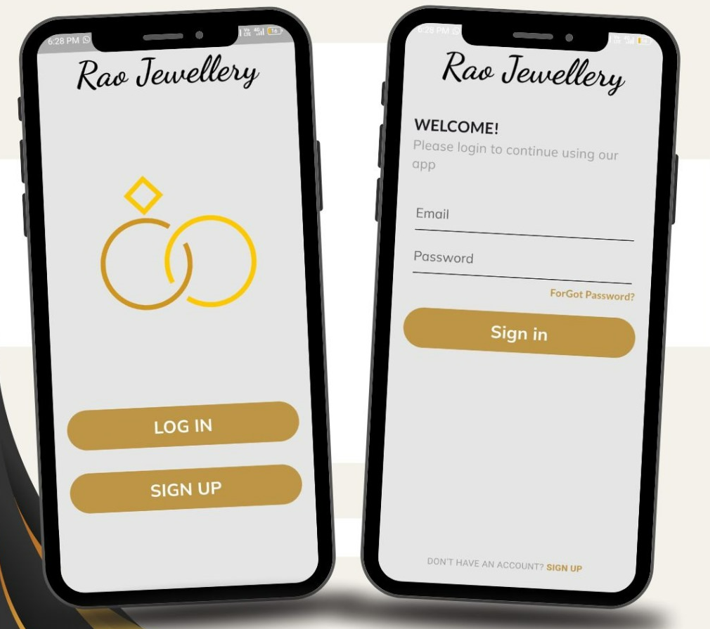 6:28 PM
Rao Jewellery
LOG IN
SIGN UP
6:28 PM
Rao Jewellery
WELCOME!
Please login to continue using our
app
Email
Password
ForGot Password?
Sign in
DON'T HAVE AN ACCOUNT? SIGN UP